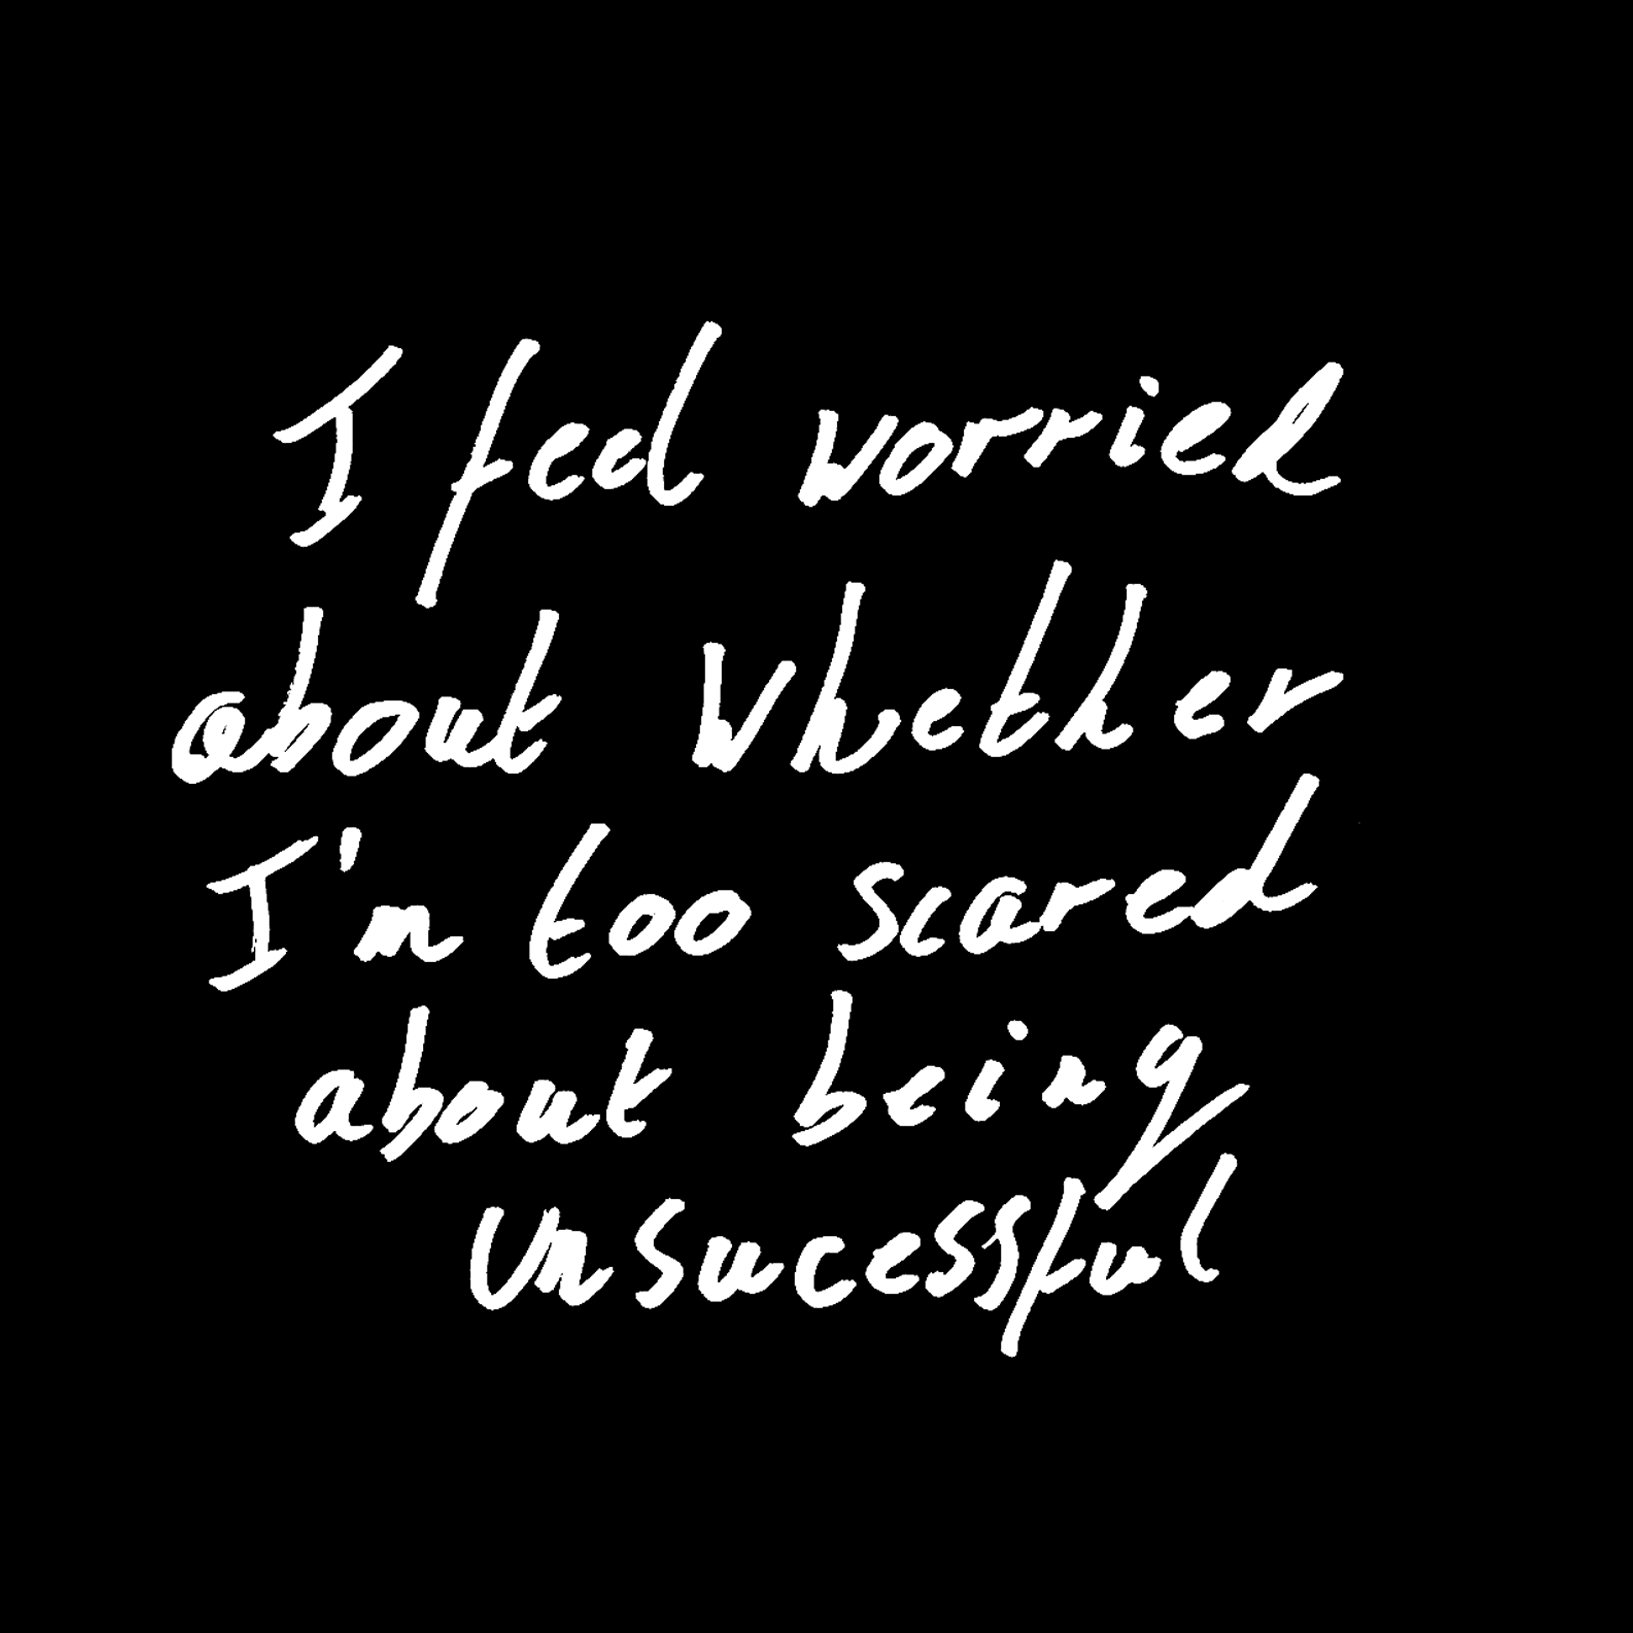 I feel worried
about whether
I'm too scared
about being
unsucessful